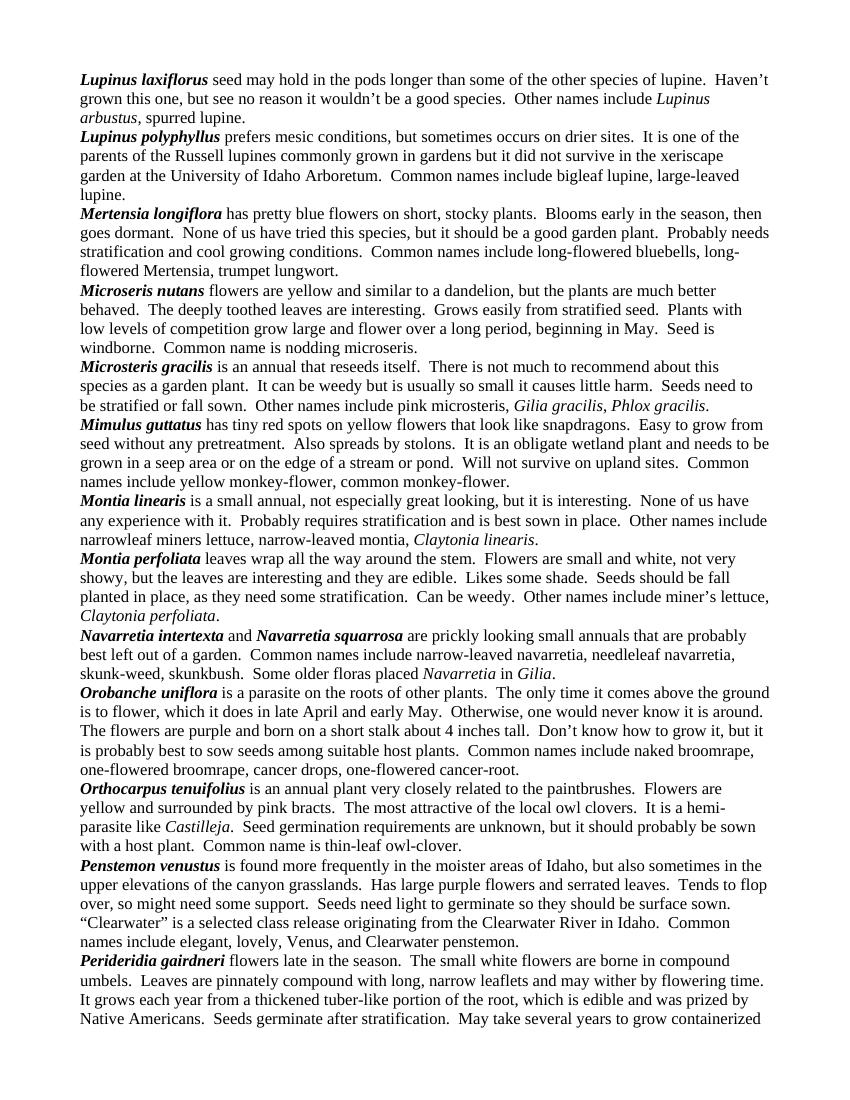 Lupinus laxiflorus seed may hold in the pods longer than some of the other species of lupine.  Haven’t
grown this one, but see no reason it wouldn’t be a good species.  Other names include Lupinus
arbustus, spurred lupine.
Lupinus polyphyllus prefers mesic conditions, but sometimes occurs on drier sites.  It is one of the
parents of the Russell lupines commonly grown in gardens but it did not survive in the xeriscape
garden at the University of Idaho Arboretum.  Common names include bigleaf lupine, large-leaved
lupine.
Mertensia longiflora has pretty blue flowers on short, stocky plants.  Blooms early in the season, then
goes dormant.  None of us have tried this species, but it should be a good garden plant.  Probably needs
stratification and cool growing conditions.  Common names include long-flowered bluebells, long-
flowered Mertensia, trumpet lungwort.
Microseris nutans flowers are yellow and similar to a dandelion, but the plants are much better
behaved.  The deeply toothed leaves are interesting.  Grows easily from stratified seed.  Plants with
low levels of competition grow large and flower over a long period, beginning in May.  Seed is
windborne.  Common name is nodding microseris.
Microsteris gracilis is an annual that reseeds itself.  There is not much to recommend about this
species as a garden plant.  It can be weedy but is usually so small it causes little harm.  Seeds need to
be stratified or fall sown.  Other names include pink microsteris, Gilia gracilis, Phlox gracilis.
Mimulus guttatus has tiny red spots on yellow flowers that look like snapdragons.  Easy to grow from
seed without any pretreatment.  Also spreads by stolons.  It is an obligate wetland plant and needs to be
grown in a seep area or on the edge of a stream or pond.  Will not survive on upland sites.  Common
names include yellow monkey-flower, common monkey-flower.
Montia linearis is a small annual, not especially great looking, but it is interesting.  None of us have
any experience with it.  Probably requires stratification and is best sown in place.  Other names include
narrowleaf miners lettuce, narrow-leaved montia, Claytonia linearis.
Montia perfoliata leaves wrap all the way around the stem.  Flowers are small and white, not very
showy, but the leaves are interesting and they are edible.  Likes some shade.  Seeds should be fall
planted in place, as they need some stratification.  Can be weedy.  Other names include miner’s lettuce,
Claytonia perfoliata.
Navarretia intertexta and Navarretia squarrosa are prickly looking small annuals that are probably
best left out of a garden.  Common names include narrow-leaved navarretia, needleleaf navarretia,
skunk-weed, skunkbush.  Some older floras placed Navarretia in Gilia.
Orobanche uniflora is a parasite on the roots of other plants.  The only time it comes above the ground
is to flower, which it does in late April and early May.  Otherwise, one would never know it is around.
The flowers are purple and born on a short stalk about 4 inches tall.  Don’t know how to grow it, but it
is probably best to sow seeds among suitable host plants.  Common names include naked broomrape,
one-flowered broomrape, cancer drops, one-flowered cancer-root.
Orthocarpus tenuifolius is an annual plant very closely related to the paintbrushes.  Flowers are
yellow and surrounded by pink bracts.  The most attractive of the local owl clovers.  It is a hemi-
parasite like Castilleja.  Seed germination requirements are unknown, but it should probably be sown
with a host plant.  Common name is thin-leaf owl-clover.
Penstemon venustus is found more frequently in the moister areas of Idaho, but also sometimes in the
upper elevations of the canyon grasslands.  Has large purple flowers and serrated leaves.  Tends to flop
over, so might need some support.  Seeds need light to germinate so they should be surface sown.
“Clearwater” is a selected class release originating from the Clearwater River in Idaho.  Common
names include elegant, lovely, Venus, and Clearwater penstemon.
Perideridia gairdneri flowers late in the season.  The small white flowers are borne in compound
umbels.  Leaves are pinnately compound with long, narrow leaflets and may wither by flowering time.
It grows each year from a thickened tuber-like portion of the root, which is edible and was prized by
Native Americans.  Seeds germinate after stratification.  May take several years to grow containerized